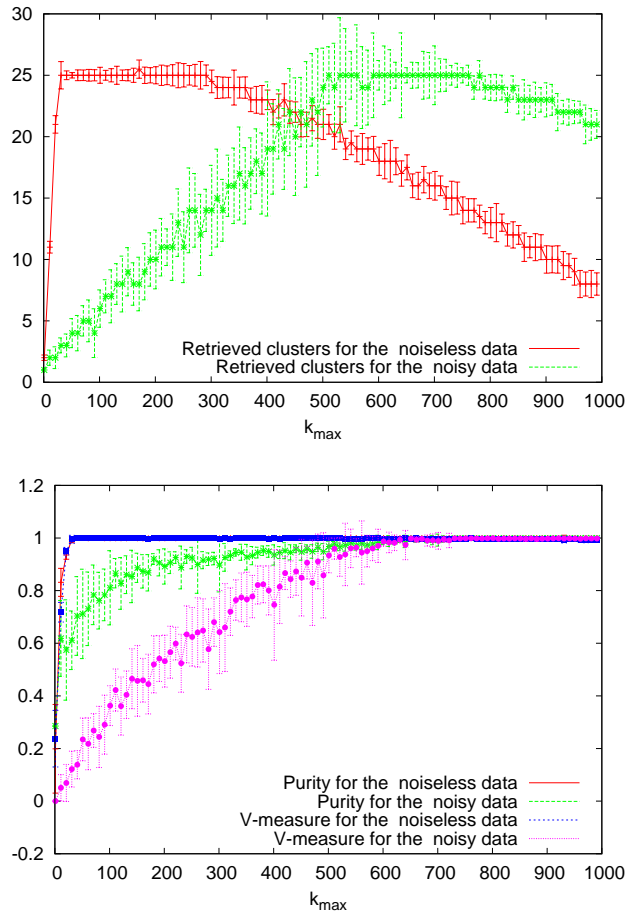 30
25
20
15
10
5
0
Retrieved clusters for the  noiseless data
Retrieved clusters for the  noisy data
0 100 200 300 400 500 600 700 800 900 1000
k_max
1.2
1
0.8
0.6
0.4
0.2
0
-0.2
Purity for the  noiseless data
Purity for the  noisy data
V-measure for the  noiseless data
V-measure for the  noisy data
0 100 200 300 400 500 600 700 800 900 1000
k_max